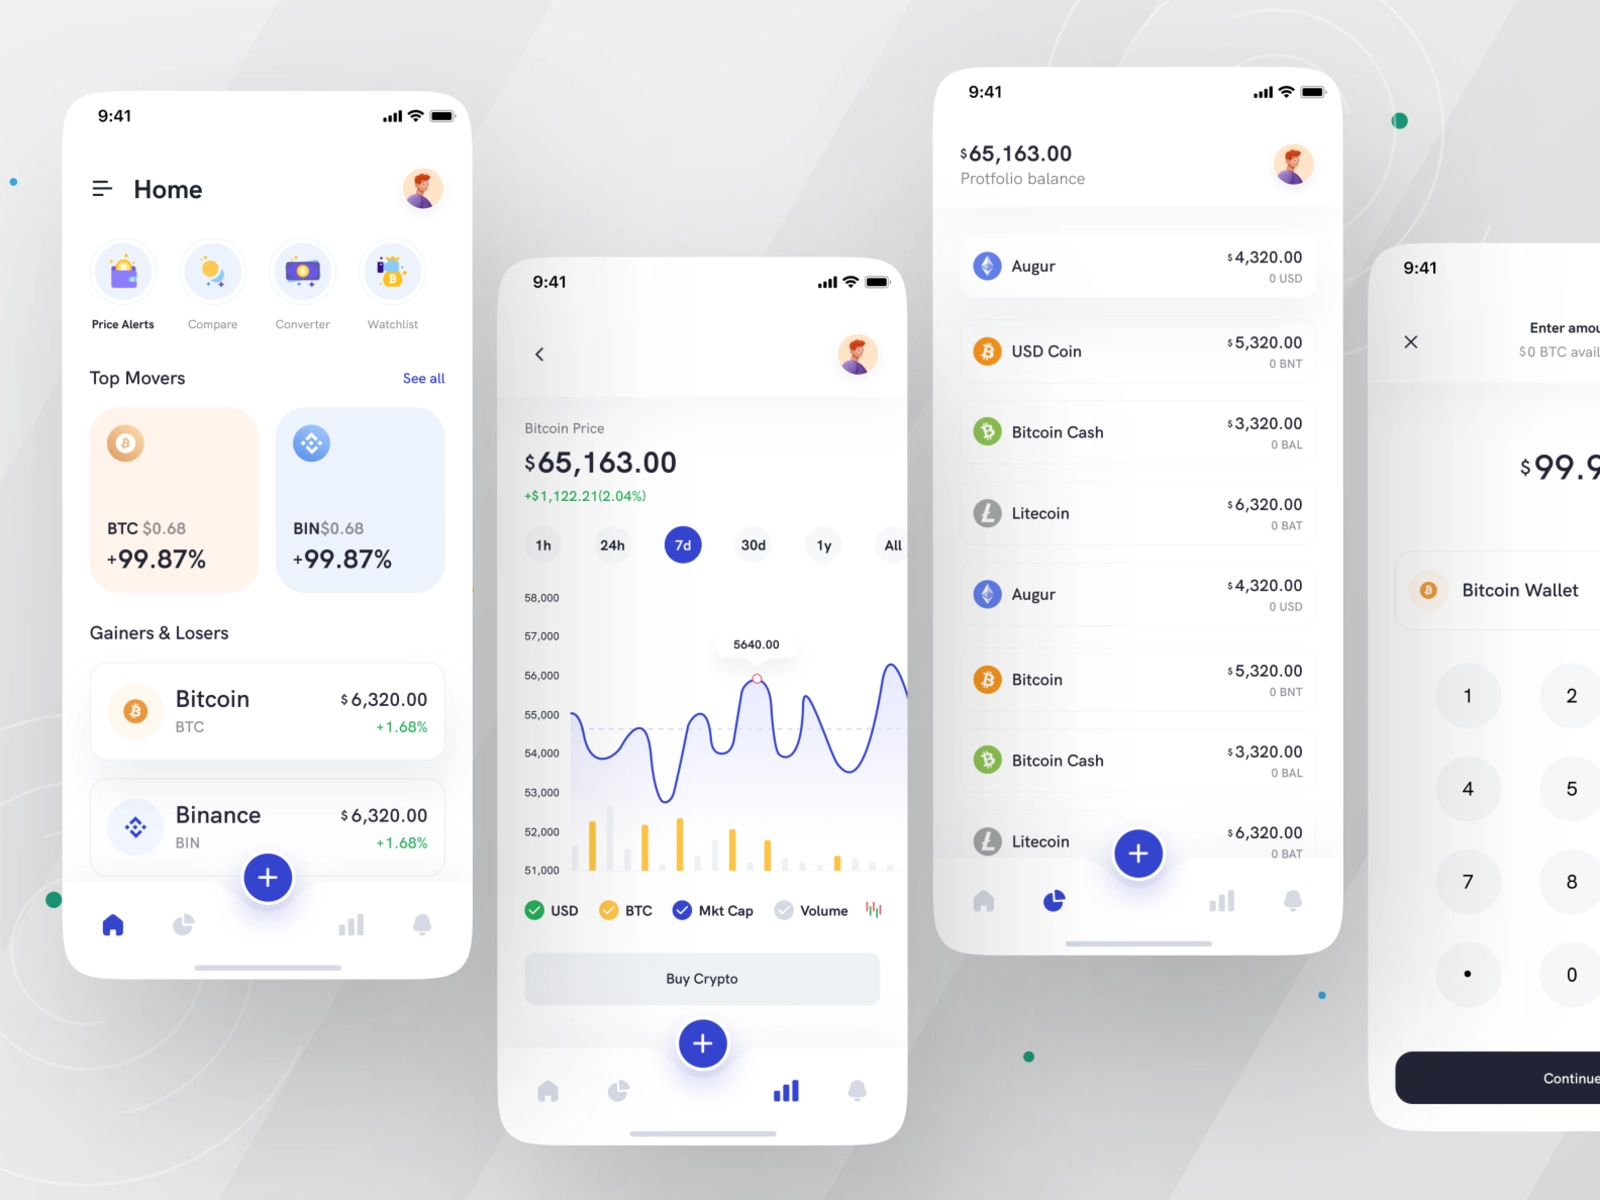 9:41
Home
Price Alerts
Compare
Converter
Watchlist
Top Movers
See all
BTC $0.68
+99.87%
BIN$0.68
+99.87%
Gainers & Losers
Bitcoin
$6,320.00
BTC
+1.68%
Binance
$6,320.00
BIN
+1.68%
9:41
Bitcoin Price
$65,163.00
+$1,122.21(2.04%)
1h
24h
7d
30d
1y
All
58,000
57,000
56,000
55,000
54,000
53,000
52,000
51,000
5640.00
USD
BTC
Mkt Cap
Volume
Buy Crypto
9:41
$65,163.00
Protfolio balance
Augur
$4,320.00
0 USD
USD Coin
$5,320.00
0 BNT
Bitcoin Cash
$3,320.00
0 BAL
Litecoin
$6,320.00
0 BAT
Augur
$4,320.00
0 USD
Bitcoin
$5,320.00
0 BNT
Bitcoin Cash
$3,320.00
0 BAL
Litecoin
$6,320.00
0 BAT
9:41
Enter amou
$0 BTC avail
$99.9
Bitcoin Wallet
1
2
4
5
7
8
0
Continue